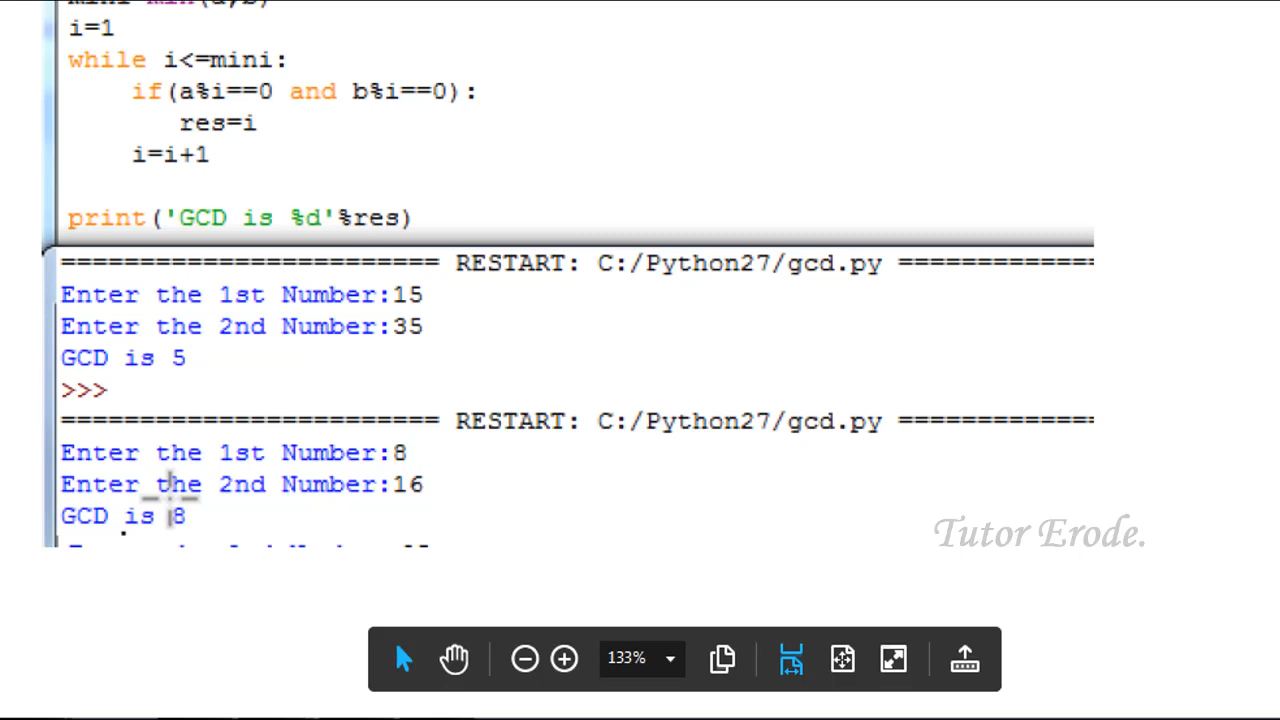 mini=min(a,b)
i=1
while i<=mini:
if(a%i==0 and b%i==0):
res=i
i=i+1
print('GCD is %d'%res)
======================== RESTART: C:/Python27/gcd.py =============
Enter the 1st Number:15
Enter the 2nd Number:35
GCD is 5
>>>
======================== RESTART: C:/Python27/gcd.py =============
Enter the 1st Number:8
Enter the 2nd Number:16
GCD is 8
Tutor Erode.
133%